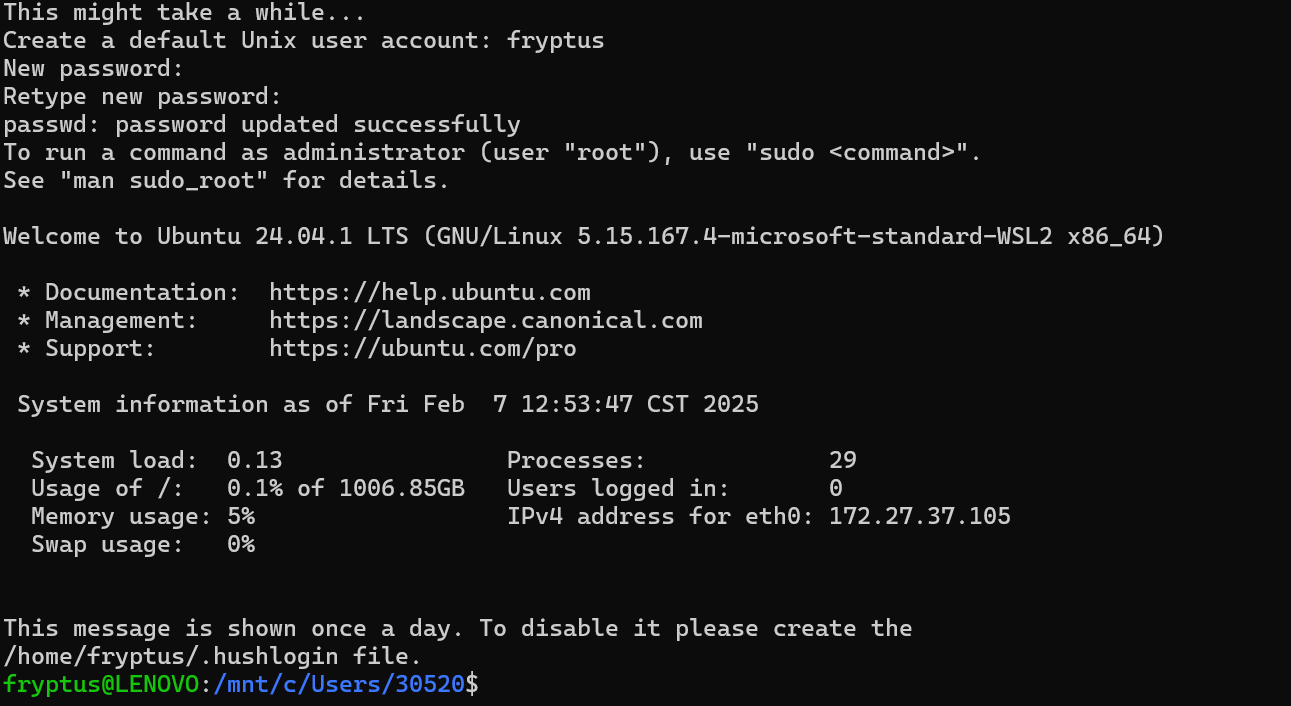 This might take a while...
Create a default Unix user account: fryptus
New password:
Retype new password:
passwd: password updated successfully
To run a command as administrator (user "root"), use "sudo <command>".
See "man sudo_root" for details.

Welcome to Ubuntu 24.04.1 LTS (GNU/Linux 5.15.167.4-microsoft-standard-WSL2 x86_64)

 * Documentation:  https://help.ubuntu.com
 * Management:     https://landscape.canonical.com
 * Support:        https://ubuntu.com/pro

 System information as of Fri Feb  7 12:53:47 CST 2025

  System load:  0.13                Processes:             29
  Usage of /:   0.1% of 1006.85GB   Users logged in:       0
  Memory usage: 5%                  IPv4 address for eth0: 172.27.37.105
  Swap usage:   0%

This message is shown once a day. To disable it please create the
/home/fryptus/.hushlogin file.
fryptus@LENOVO:/mnt/c/Users/30520$